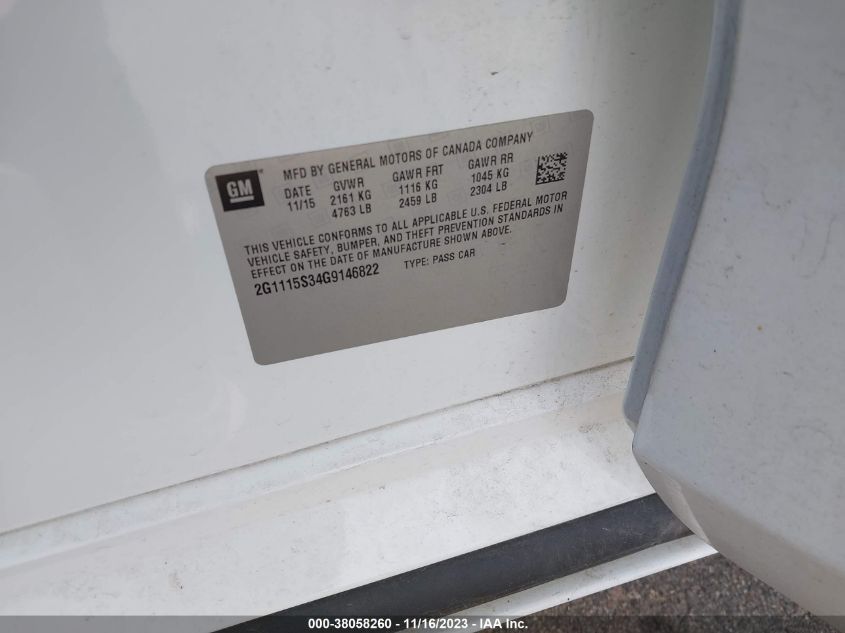 GM
MFD BY GENERAL MOTORS OF CANADA COMPANY
DATE GVWR GAWR FRT GAWR RR
11/15 2161 KG 1116 KG 1045 KG
4763 LB 2459 LB 2304 LB
THIS VEHICLE CONFORMS TO ALL APPLICABLE U.S. FEDERAL MOTOR
VEHICLE SAFETY, BUMPER, AND THEFT PREVENTION STANDARDS IN
EFFECT ON THE DATE OF MANUFACTURE SHOWN ABOVE.
2G1115S34G9146822 TYPE: PASS CAR
000-38058260 - 11/16/2023 - IAA Inc.